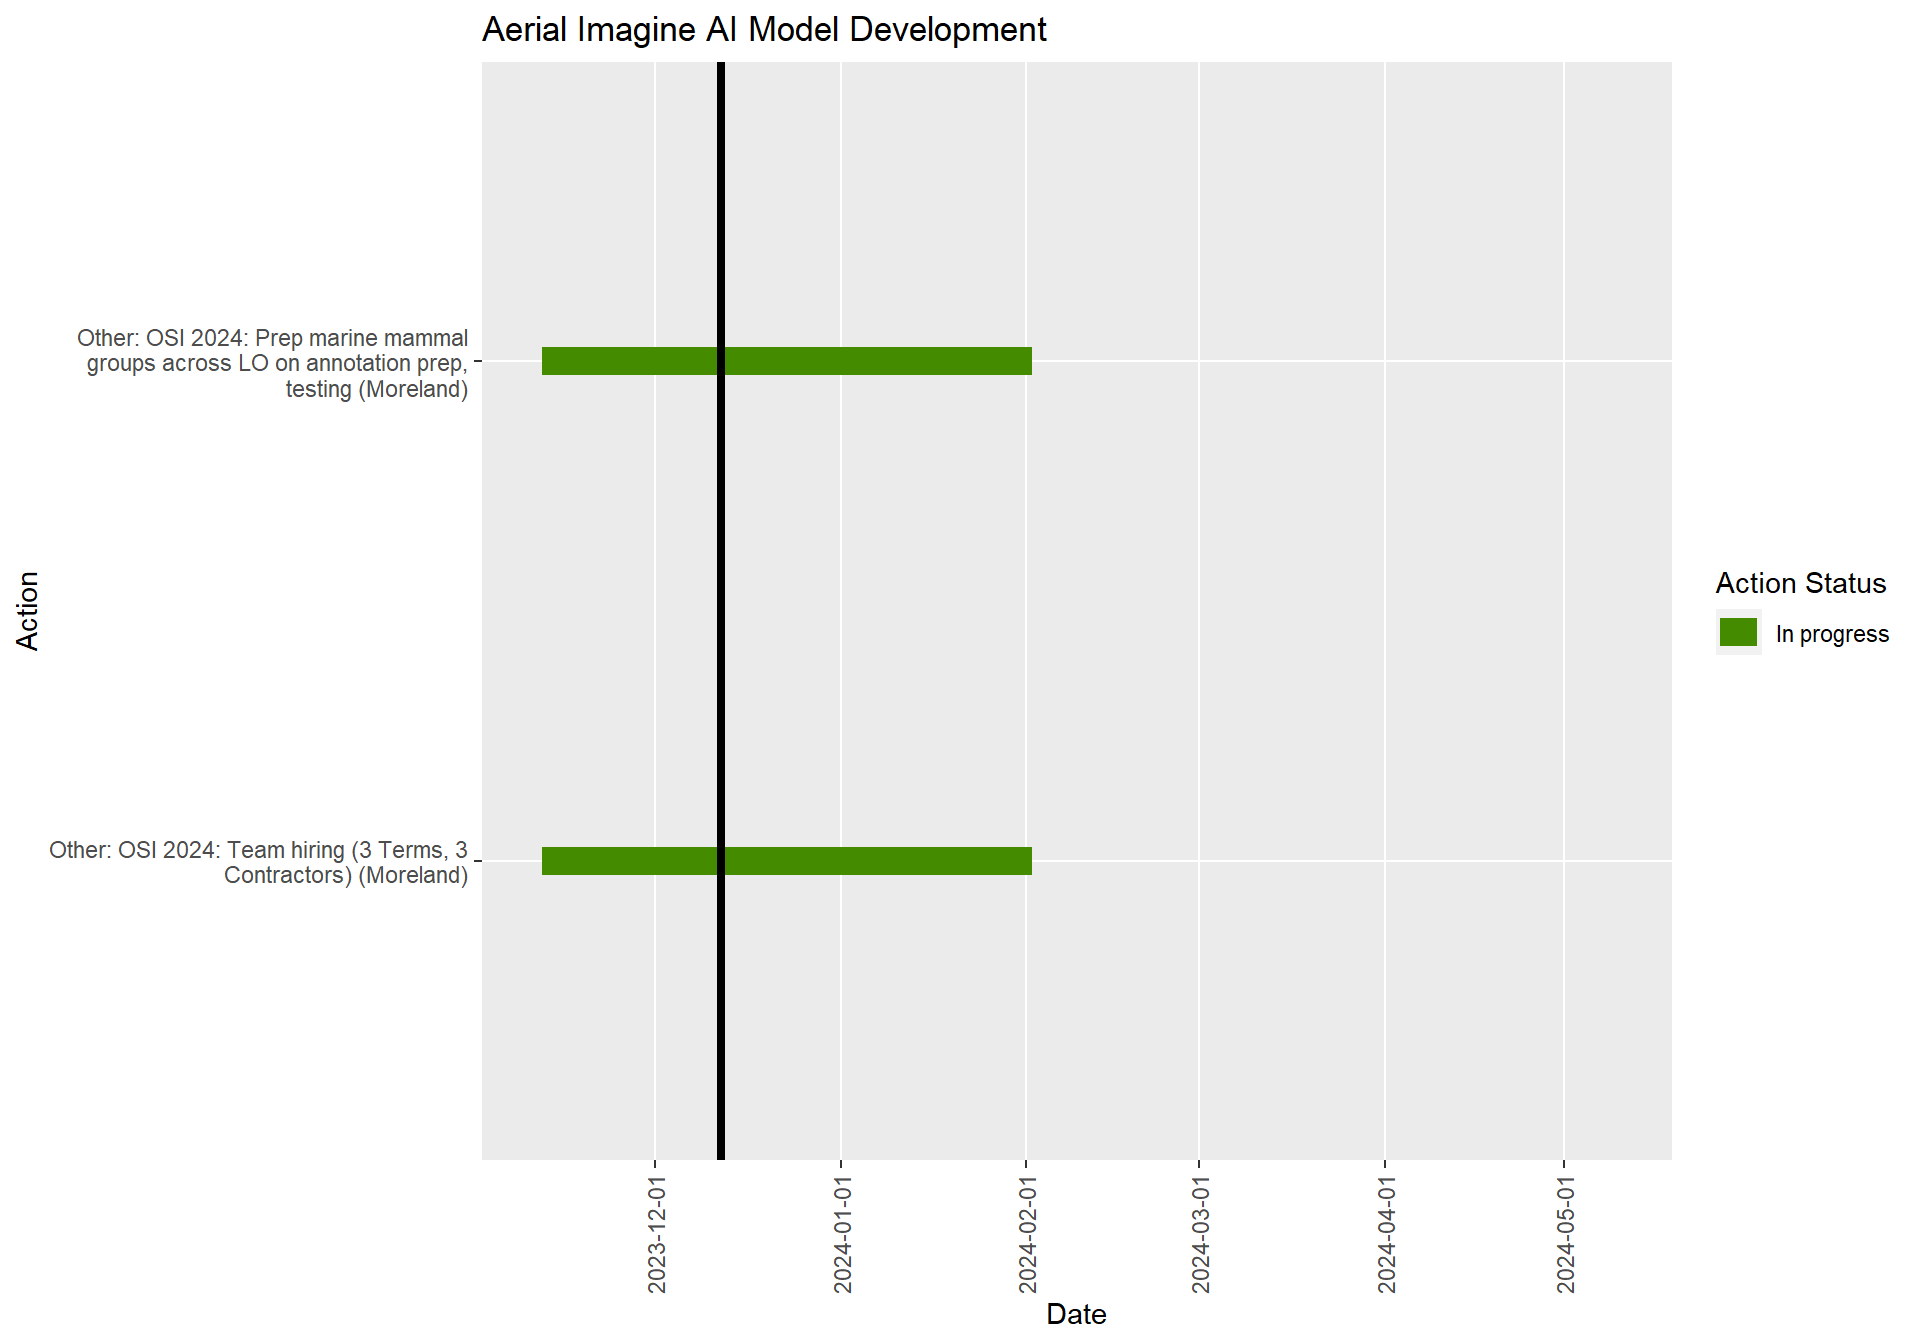 Aerial Imagine AI Model Development
Action
Other: OSI 2024: Prep marine mammal
groups across LO on annotation prep,
testing (Moreland)
Other: OSI 2024: Team hiring (3 Terms, 3
Contractors) (Moreland)
2023-12-01
2024-01-01
2024-02-01
2024-03-01
2024-04-01
2024-05-01
Date
Action Status
In progress